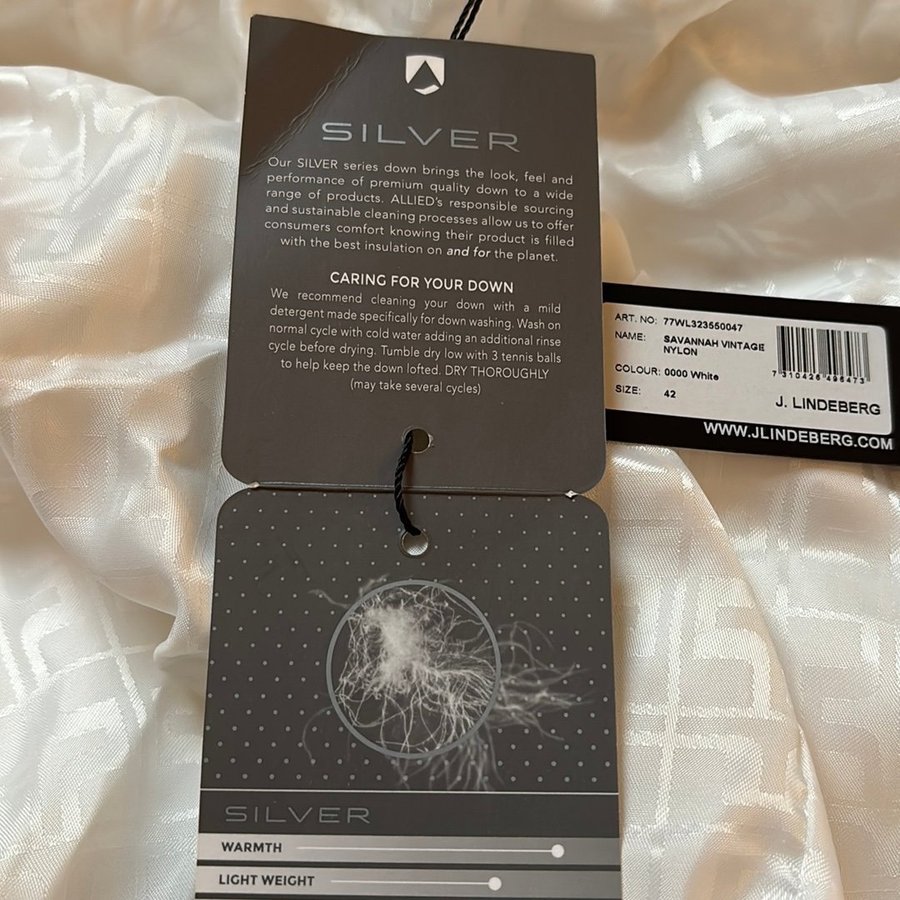 SILVER
Our SILVER series down brings the look, feel and
performance of premium quality down to a wide
range of products. ALLIED's responsible sourcing
and sustainable cleaning processes allow us to offer
consumers comfort knowing their product is filled
with the best insulation on and for the planet.
CARING FOR YOUR DOWN
We recommend cleaning your down with a mild
detergent made specifically for down washing. Wash on
normal cycle with cold water adding an additional rinse
cycle before drying. Tumble dry low with 3 tennis balls
to help keep the down lofted. DRY THOROUGHLY
(may take several cycles)
ART. NO: 77WL323550047
NAME: SAVANNAH VINTAGE
NYLON
COLOUR: 0000 White
SIZE: 42
7 310426 496473
J. LINDEBERG
WWW.JLINDEBERG.COM
SILVER
WARMTH
LIGHT WEIGHT